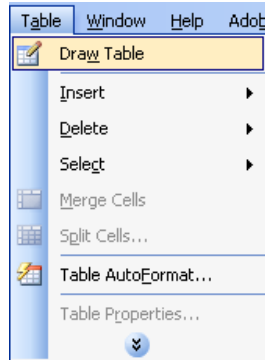 Table Window Help Adob
Draw Table
Insert
Delete
Select
Merge Cells
Split Cells...
Table AutoFormat...
Table Properties...